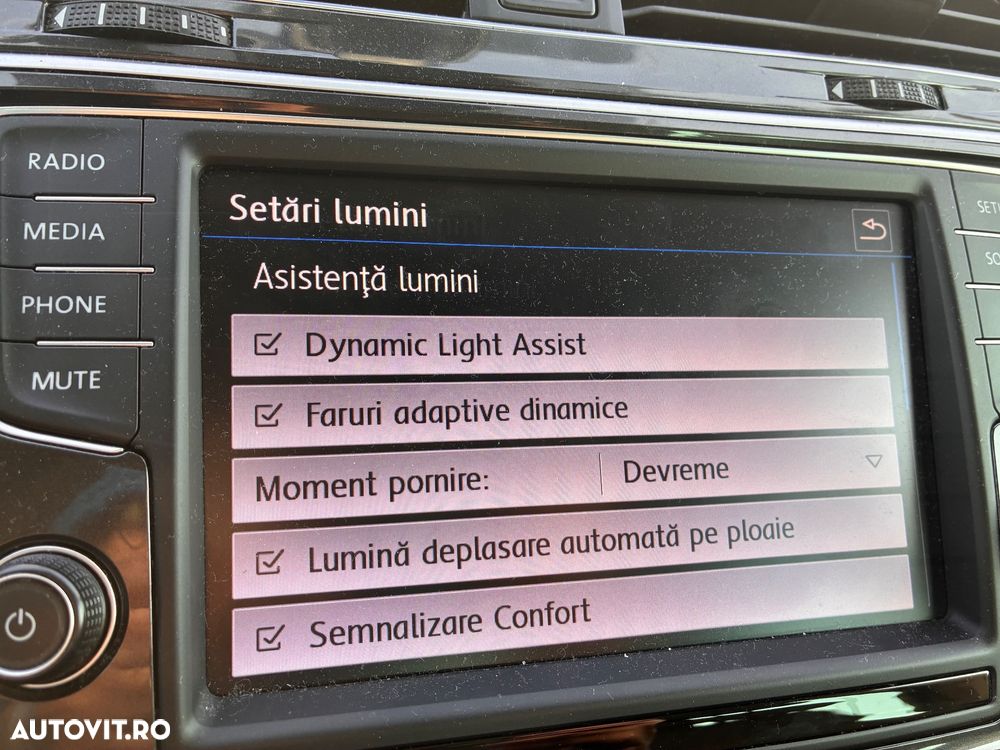 RADIO
MEDIA
PHONE
MUTE
Setări lumini
Asistenţă lumini
Dynamic Light Assist
Faruri adaptive dinamice
Moment pornire: Devreme
Lumină deplasare automată pe ploaie
Semnalizare Confort
AUTOVIT.RO